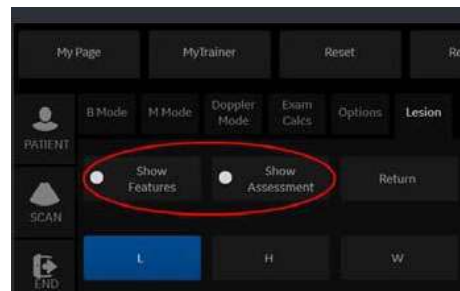 My Page
MyTrainer
Reset
PATIENT
B Mode
M Mode
Doppler
Mode
Exam
Calcs
Options
Lesion
Show
Features
Show
Assessment
Return
SCAN
L
H
W
END